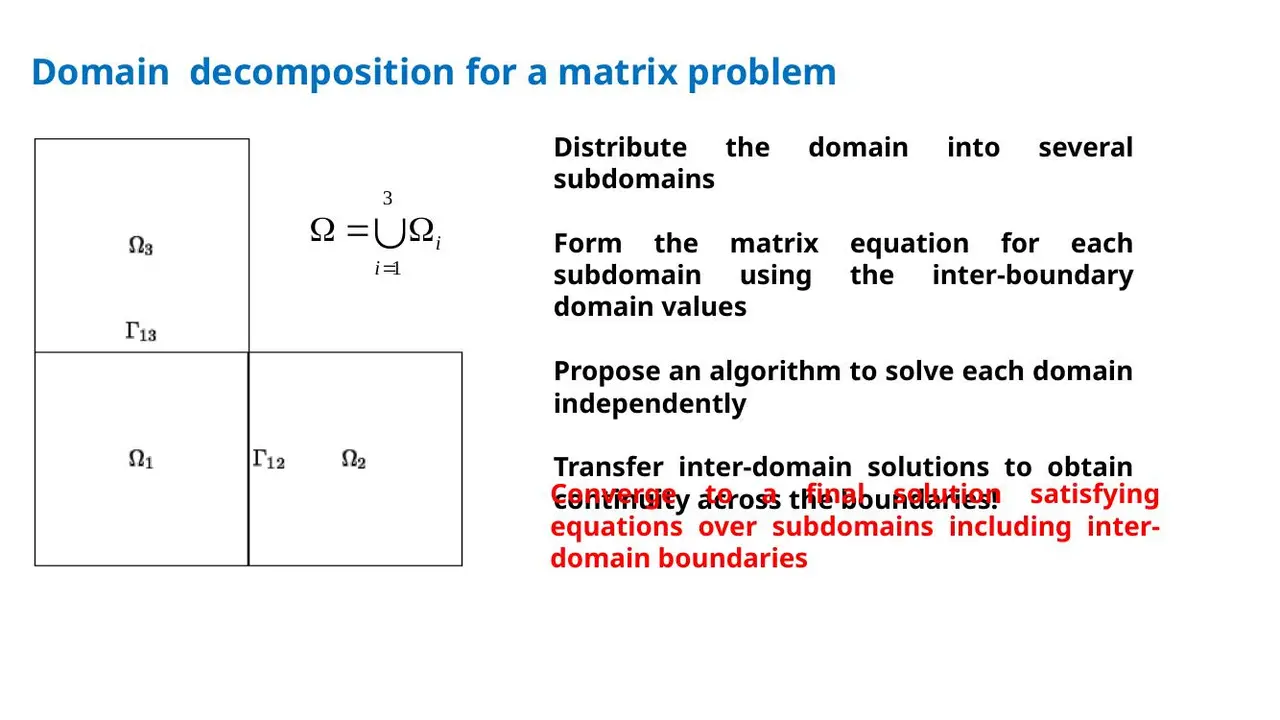 Domain decomposition for a matrix problem
Ω3
Γ13
Ω1
Γ12
Ω2
3
Ω = ⋃ Ωi
i=1
Distribute the domain into several
subdomains
Form the matrix equation for each
subdomain using the inter-boundary
domain values
Propose an algorithm to solve each domain
independently
Transfer inter-domain solutions to obtain
continuity across the boundaries!
Converge to a final solution satisfying
equations over subdomains including inter-
domain boundaries